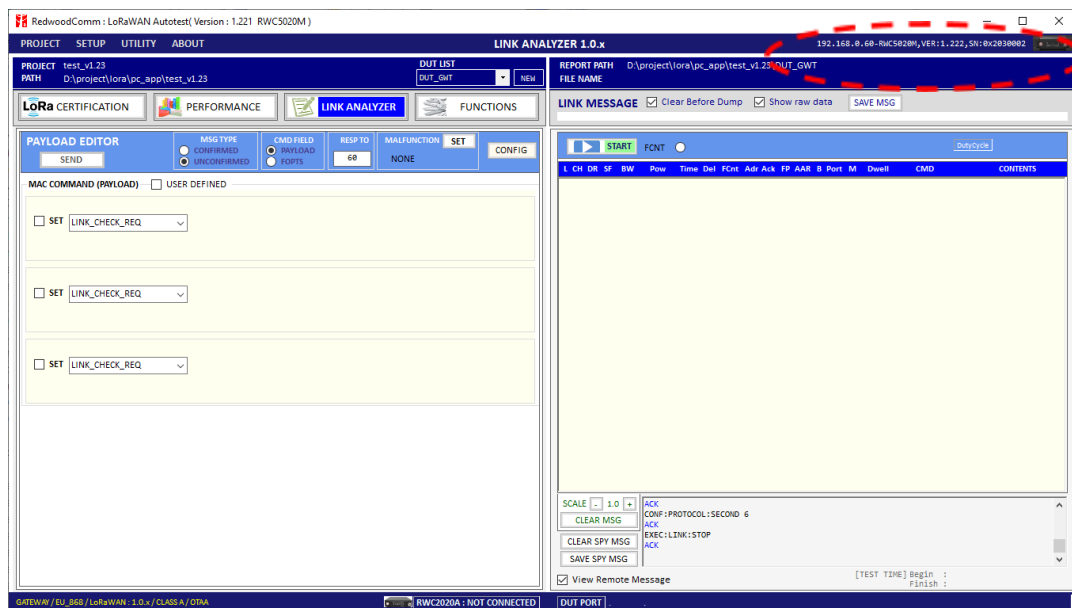 RedwoodComm : LoRaWAN Autotest( Version : 1.221 RWC5020M )
PROJECT SETUP UTILITY ABOUT
LINK ANALYZER 1.0.x
192.168.0.60-RWC5020M,VER:1.222,SN:0x2030002
PROJECT test_v1.23
PATH D:\project\lora\pc_app\test_v1.23
DUT LIST
DUT_GWT
NEW
REPORT PATH D:\project\lora\pc_app\test_v1.23\DUT_GWT
FILE NAME
LoRa CERTIFICATION
PERFORMANCE
LINK ANALYZER
FUNCTIONS
LINK MESSAGE Clear Before Dump Show raw data SAVE MSG
PAYLOAD EDITOR
SEND
MSG TYPE
CONFIRMED
UNCONFIRMED
CMD FIELD
PAYLOAD
FOPTS
RESP TO
60
MALFUNCTION SET
NONE
CONFIG
START FCNT
DutyCycle
L CH DR SF BW Pow Time Del FCnt Adr Ack FP AAR B Port M Dwell CMD CONTENTS
MAC COMMAND (PAYLOAD) USER DEFINED
SET LINK_CHECK_REQ
SET LINK_CHECK_REQ
SET LINK_CHECK_REQ
SCALE - 1.0 +
CLEAR MSG
CLEAR SPY MSG
SAVE SPY MSG
ACK
CONF:PROTOCOL:SECOND 6
ACK
EXEC:LINK:STOP
ACK
View Remote Message
[TEST TIME] Begin :
Finish :
GATEWAY / EU_868 / LoRaWAN : 1.0.x / CLASS A / OTAA
RWC2020A : NOT CONNECTED
DUT PORT